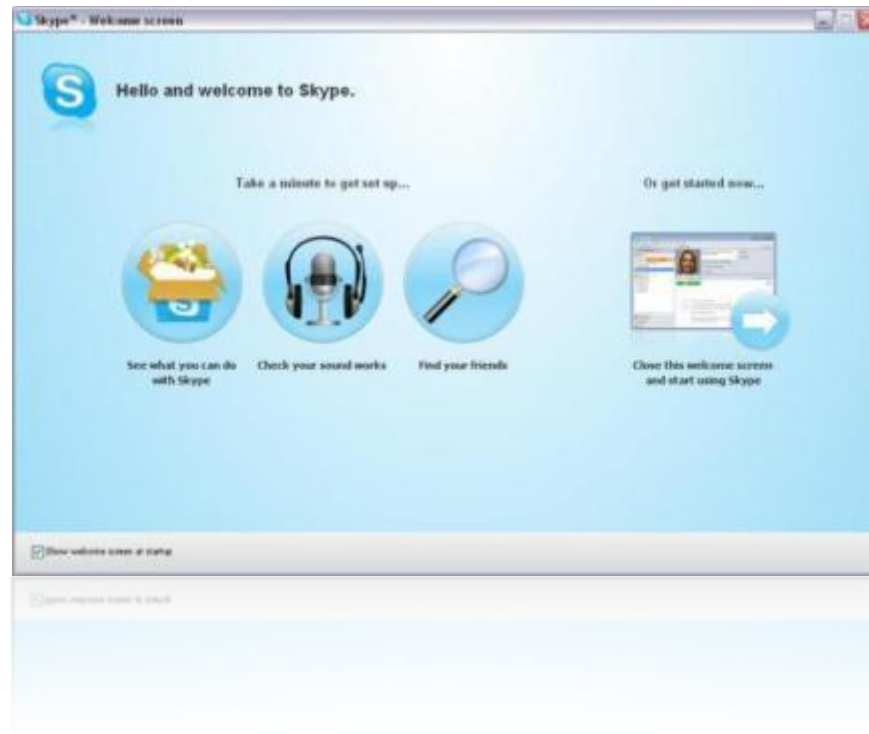 Skype™ - Welcome screen
S
Hello and welcome to Skype.
Take a minute to get set up...
Or get started now...
S
See what you can do
with Skype
Check your sound works
Find your friends
Close this welcome screen
and start using Skype
Show welcome screen at startup